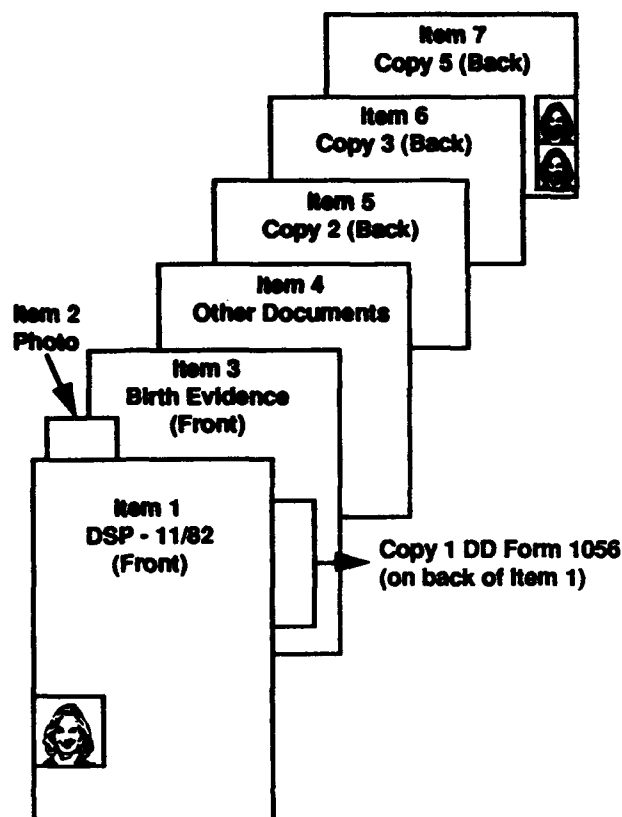 Item 7
Copy 5 (Back)
Item 6
Copy 3 (Back)
Item 5
Copy 2 (Back)
Item 4
Other Documents
Item 2
Photo
Item 3
Birth Evidence
(Front)
Item 1
DSP - 11/82
(Front)
Copy 1 DD Form 1056
(on back of Item 1)